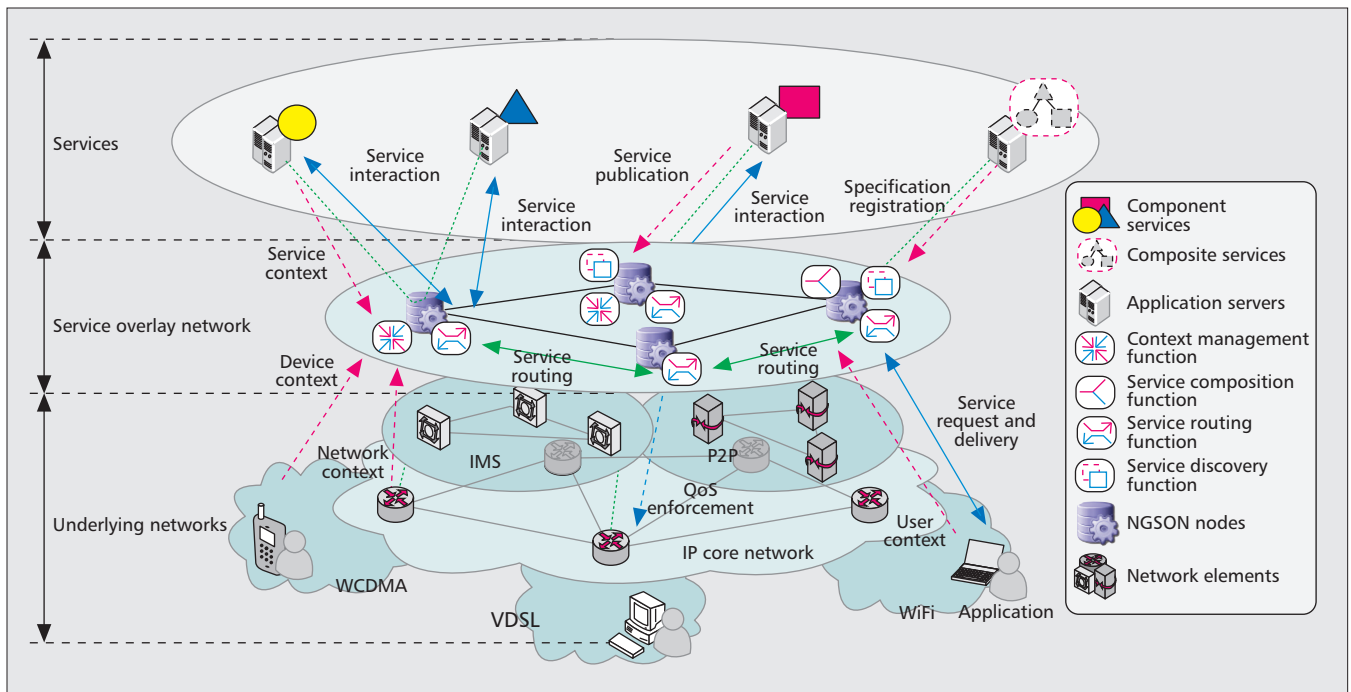 Services
Service
interaction
Service
interaction
Service
publication
Service
interaction
Specification
registration
Service
context
Service overlay network
Device
context
Service
routing
Service
routing
Service
request and
delivery
Underlying networks
Network
context
IMS
P2P
QoS
enforcement
User
context
IP core network
WCDMA
VDSL
WiFi
Application
Component
services
Composite services
Application servers
Context management
function
Service composition
function
Service routing
function
Service discovery
function
NGSON nodes
Network elements